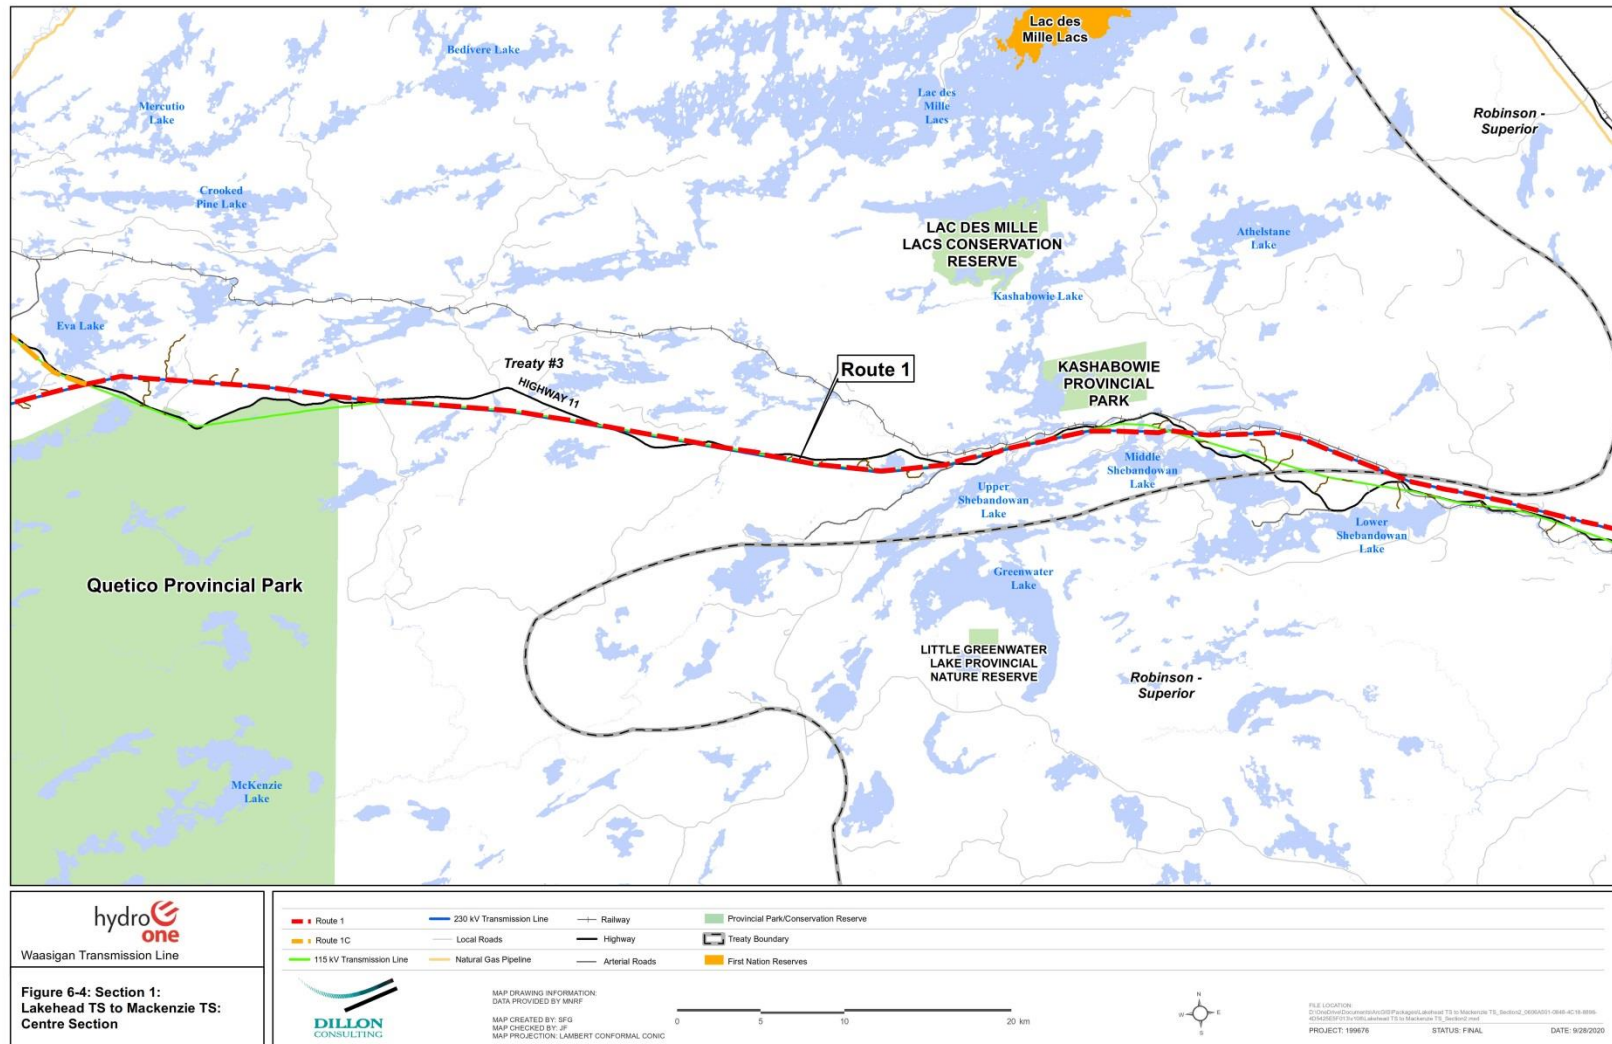 Lac des
Mille Lacs
Bedivere Lake
Mercutio
Lake
Lac des
Mille
Lacs
Robinson -
Superior
Crooked
Pine Lake
LAC DES MILLE
LACS CONSERVATION
RESERVE
Athelstane
Lake
Kashabowie Lake
Eva Lake
Treaty #3
HIGHWAY 11
Route 1
KASHABOWIE
PROVINCIAL
PARK
Middle
Shebandowan
Lake
Upper
Shebandowan
Lake
Lower
Shebandowan
Lake
Quetico Provincial Park
Greenwater
Lake
LITTLE GREENWATER
LAKE PROVINCIAL
NATURE RESERVE
Robinson -
Superior
McKenzie
Lake
hydro
one
Waasigan Transmission Line
Figure 6-4: Section 1:
Lakehead TS to Mackenzie TS:
Centre Section
Route 1
230 kV Transmission Line
Railway
Provincial Park/Conservation Reserve
Route 1C
Local Roads
Highway
Treaty Boundary
115 kV Transmission Line
Natural Gas Pipeline
Arterial Roads
First Nation Reserves
DILLON
CONSULTING
MAP DRAWING INFORMATION:
DATA PROVIDED BY MNRF
MAP CREATED BY: SFG
MAP CHECKED BY: JF
MAP PROJECTION: LAMBERT CONFORMAL CONIC
0 5 10 20 km
N
W E
S
FILE LOCATION:
PROJECT: 199676 STATUS: FINAL DATE: 9/28/2020